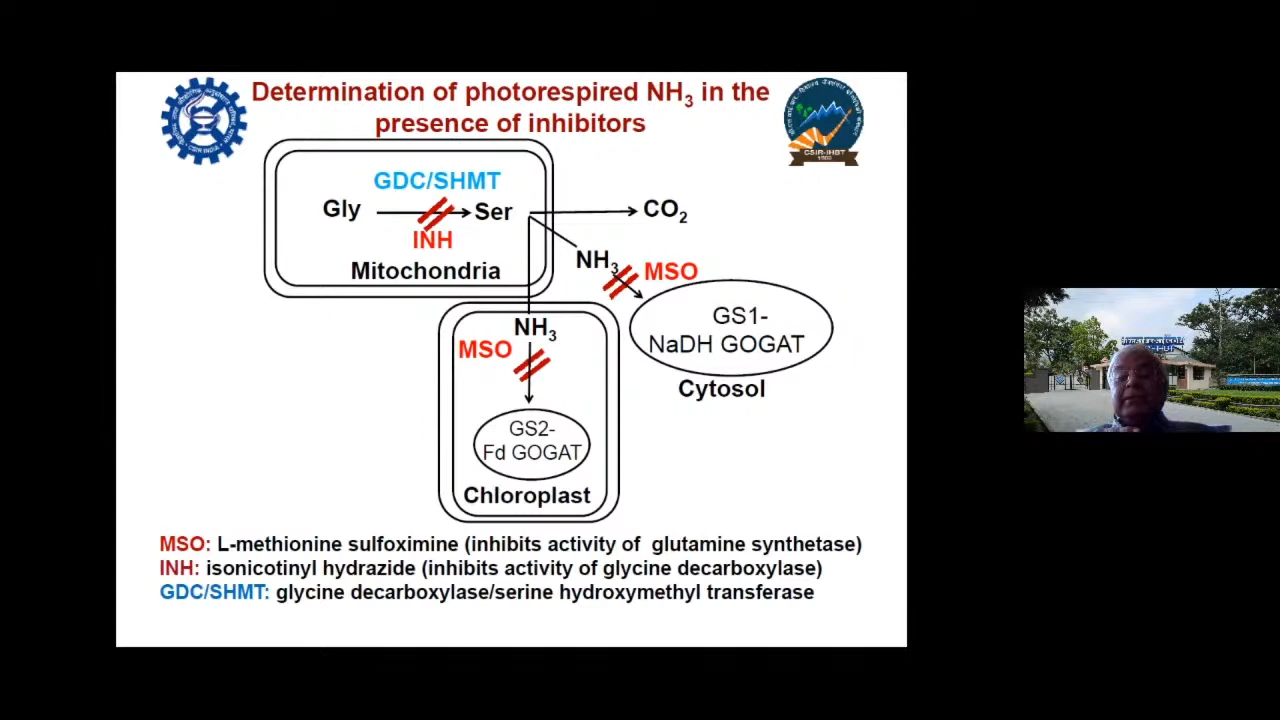 Determination of photorespired NH₃ in the
presence of inhibitors
CSIR-IHBT
GDC/SHMT
Gly
Ser
CO₂
INH
Mitochondria
NH₃
MSO
GS1-
NaDH GOGAT
Cytosol
NH₃
MSO
GS2-
Fd GOGAT
Chloroplast
MSO: L-methionine sulfoximine (inhibits activity of glutamine synthetase)
INH: isonicotinyl hydrazide (inhibits activity of glycine decarboxylase)
GDC/SHMT: glycine decarboxylase/serine hydroxymethyl transferase